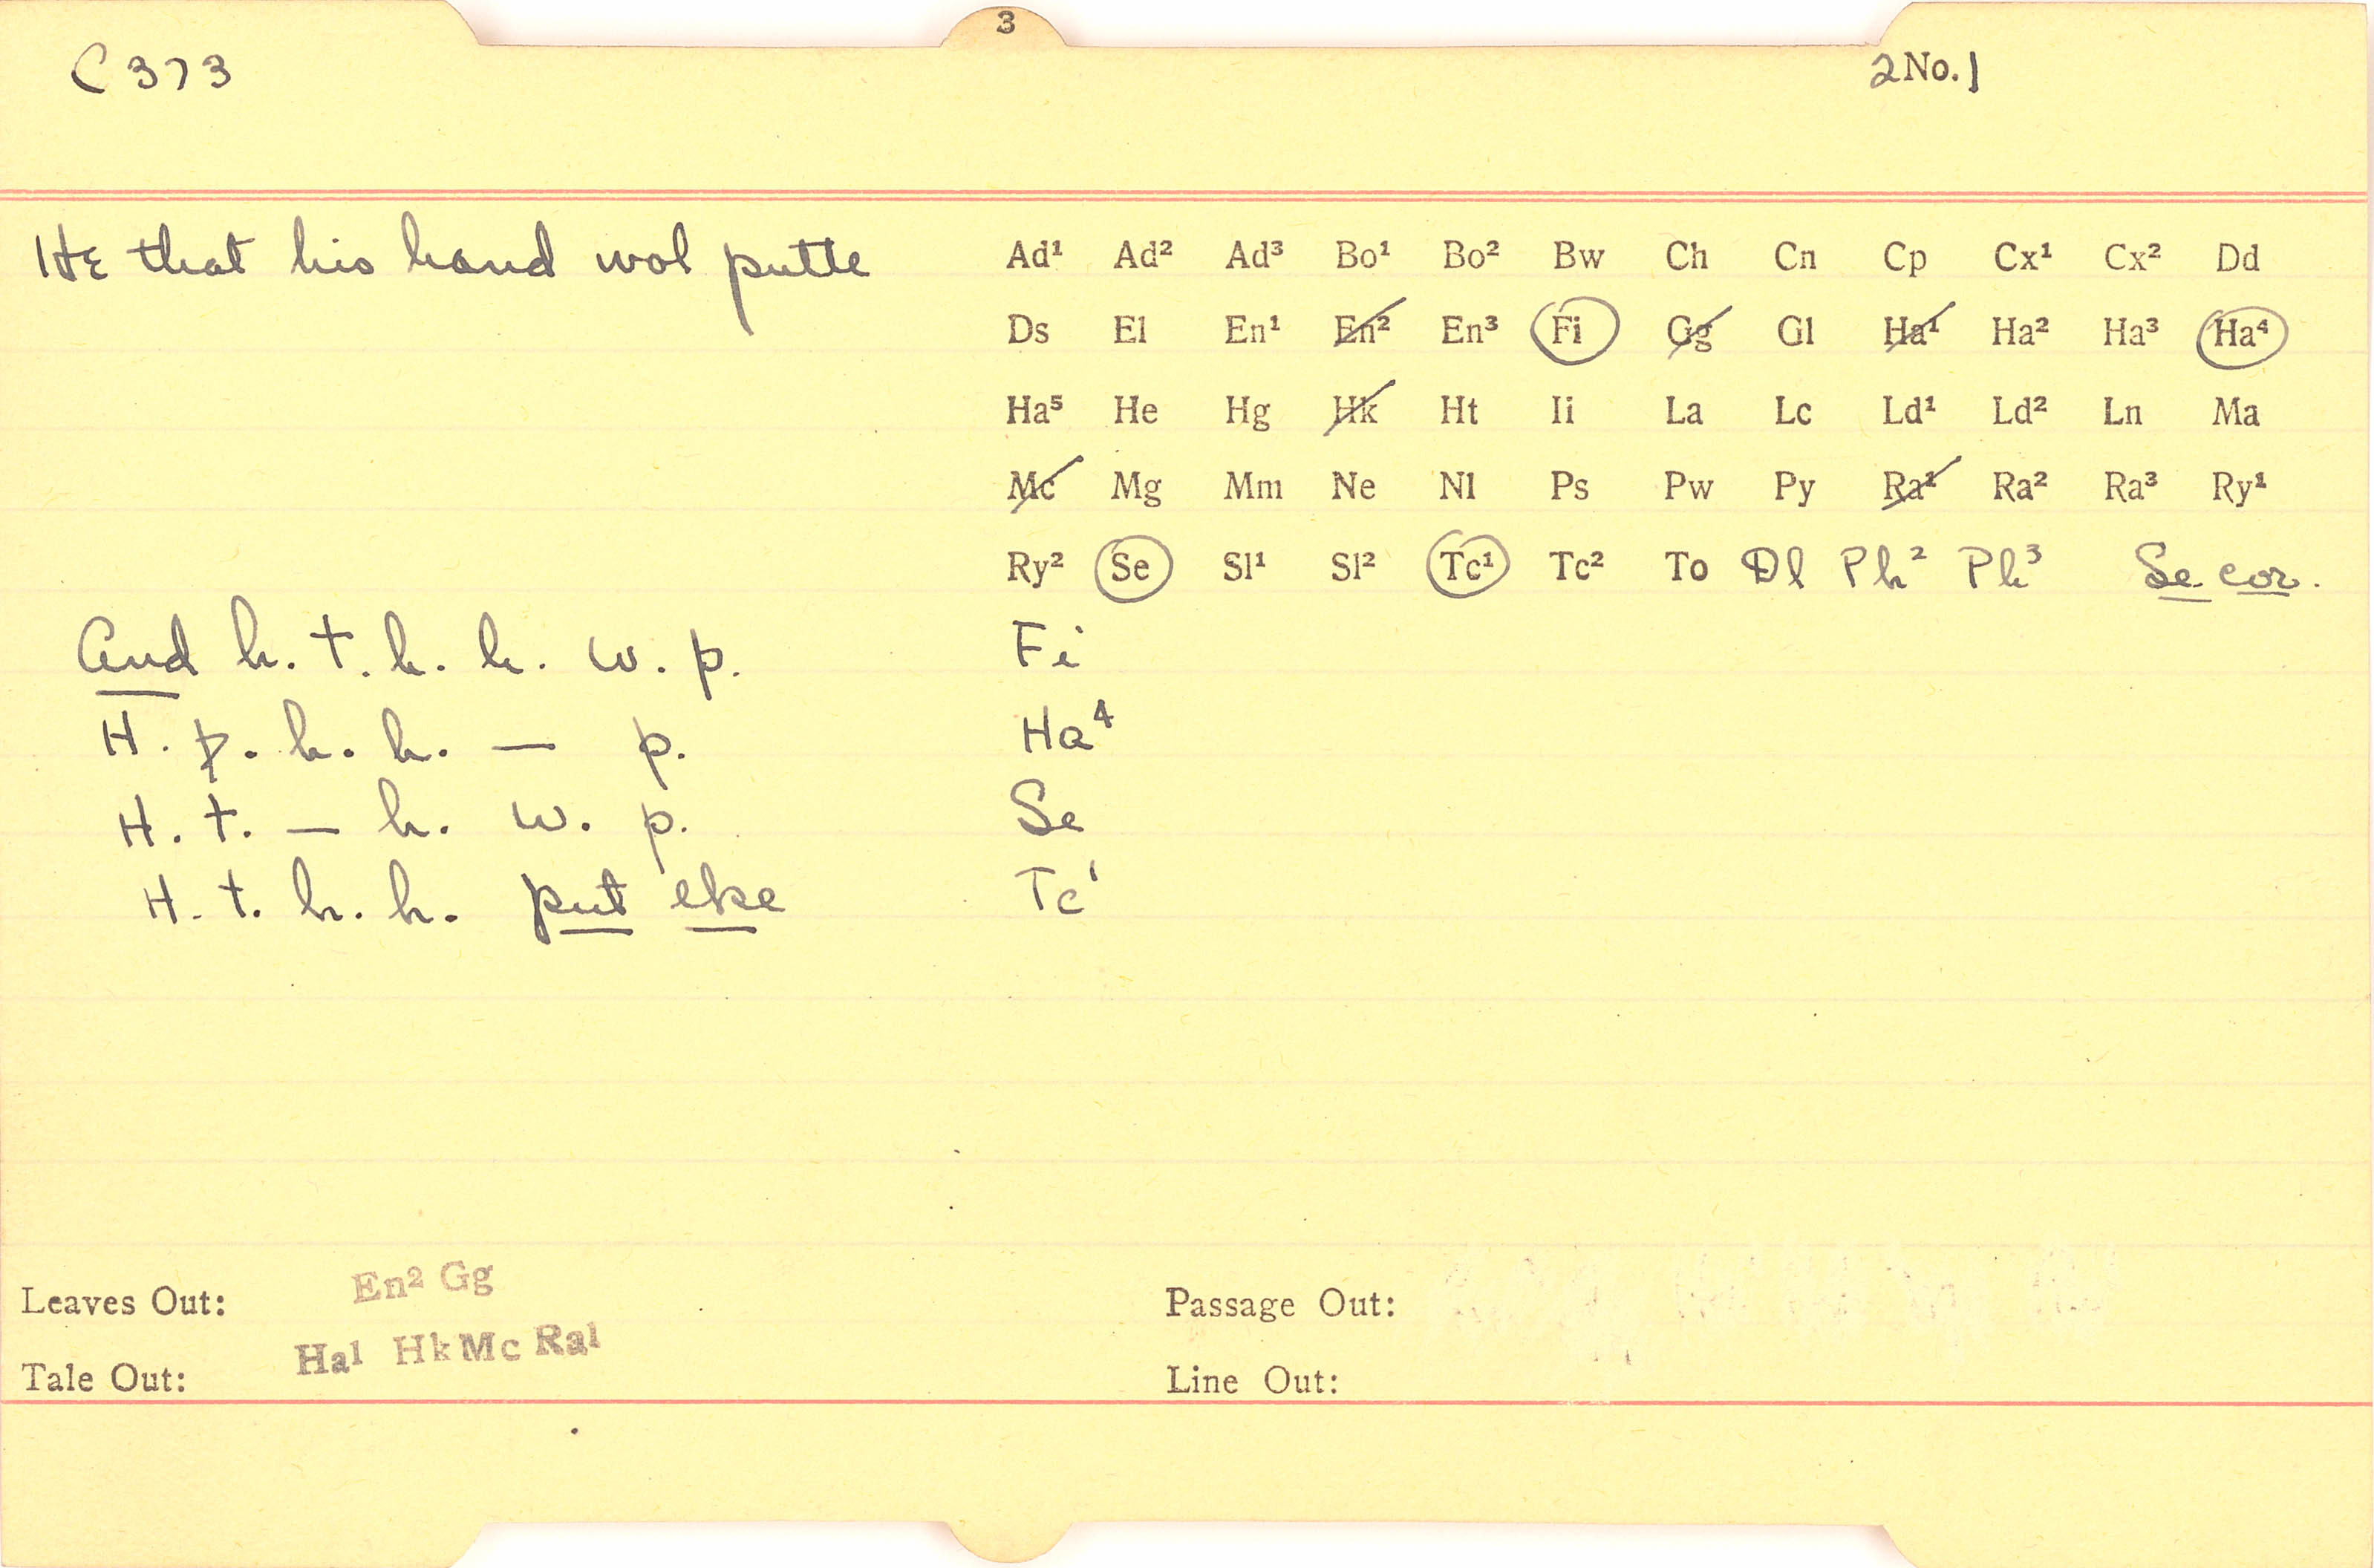 3
C 373
2 No. 1
He that his hand wol putte
Ad¹ Ad² Ad³ Bo¹ Bo² Bw Ch Cn Cp Cx¹ Cx² Dd
Ds El En¹ En² En³ Fi Gg Gl Ha¹ Ha² Ha³ Ha⁴
Ha⁵ He Hg Hk Ht Ii La Lc Ld¹ Ld² Ln Ma
Mc Mg Mm Ne Nl Ps Pw Py Ra¹ Ra² Ra³ Ry¹
Ry² Se Sl¹ Sl² Tc¹ Tc² To Dl Ph² Ph³ Se cor.
And h. t. h. h. w. p. Fi
H. þ. h. h. — p. Ha⁴
H. t. — h. w. p. Se
H. t. h. h. put eke Tc¹
Leaves Out: En² Gg
Passage Out:
Tale Out: Ha¹ Hk Mc Ra¹
Line Out: